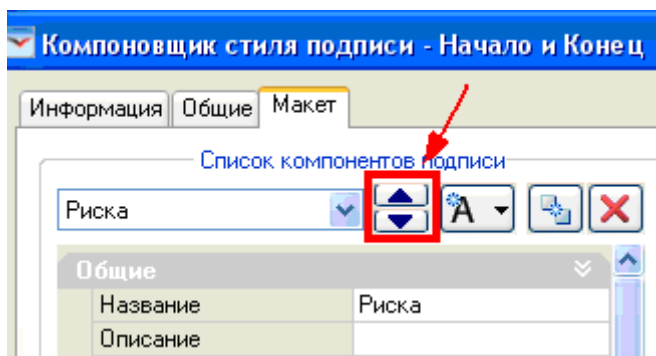 Компоновщик стиля подписи - Начало и Конец
Информация Общие Макет
Список компонентов подписи
Риска A
Общие
Название Риска
Описание